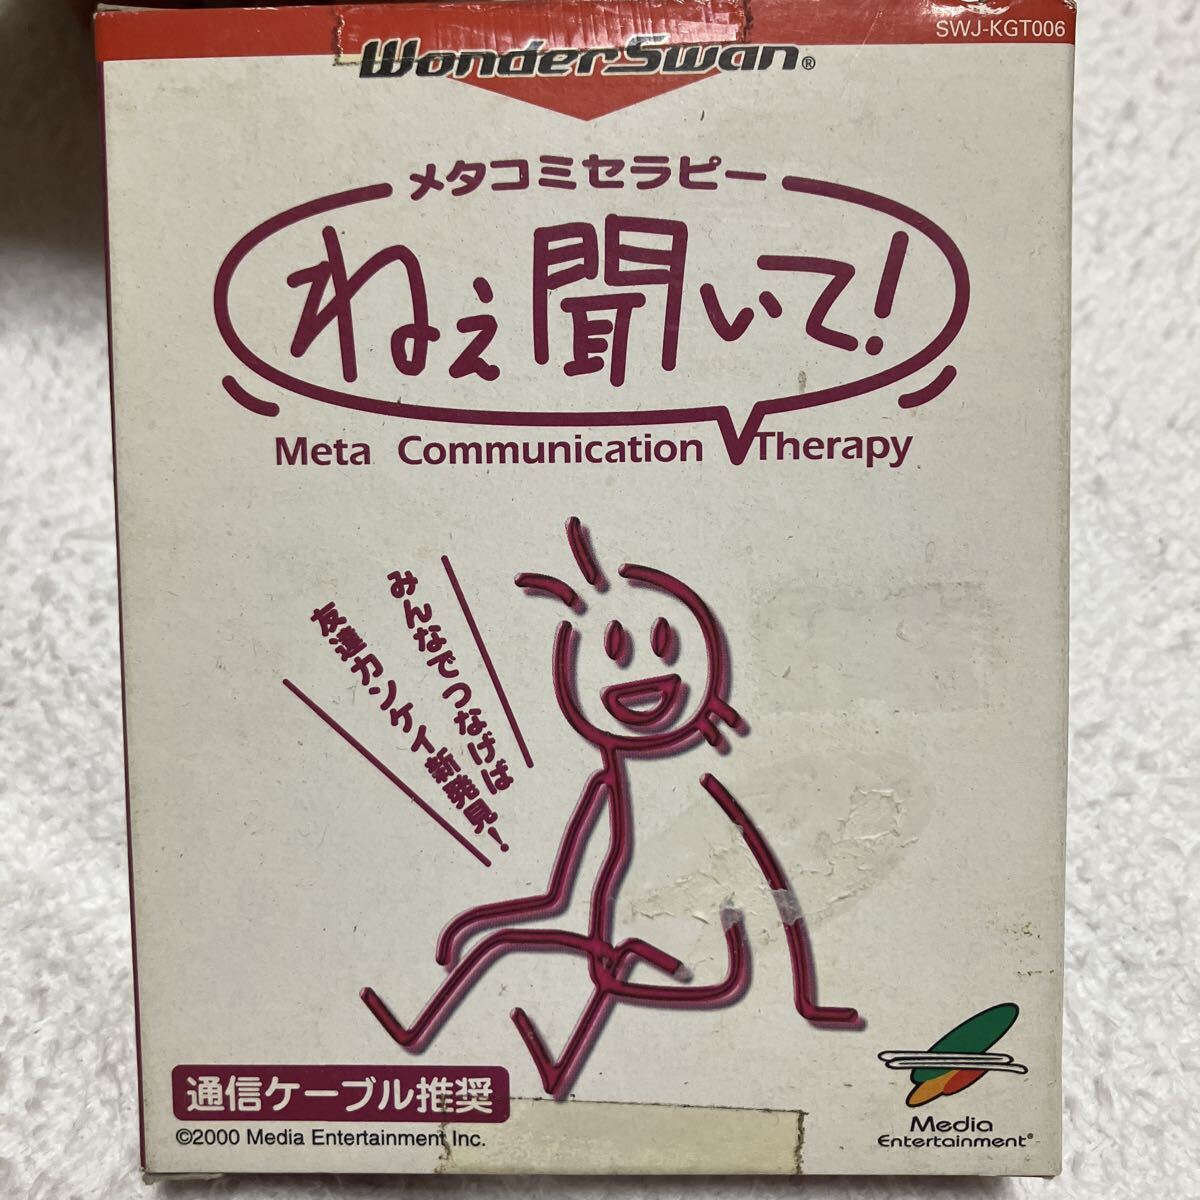 SWJ-KGT006
WonderSwan®
メタコミセラピー
ねぇ聞いて!
Meta Communication Therapy
みんなでつなげば
友達カンケイ新発見!
通信ケーブル推奨
©2000 Media Entertainment Inc.
Media
Entertainment®